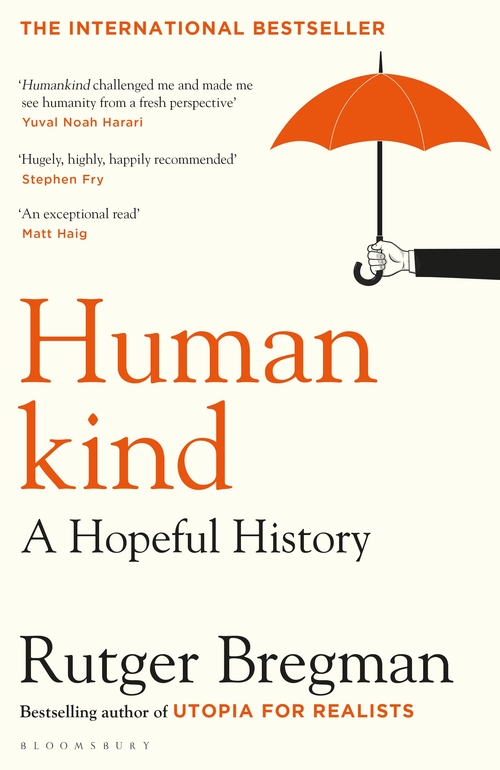 THE INTERNATIONAL BESTSELLER
‘Humankind challenged me and made me
see humanity from a fresh perspective’
Yuval Noah Harari
‘Hugely, highly, happily recommended’
Stephen Fry
‘An exceptional read’
Matt Haig
Human
kind
A Hopeful History
Rutger Bregman
Bestselling author of UTOPIA FOR REALISTS
BLOOMSBURY